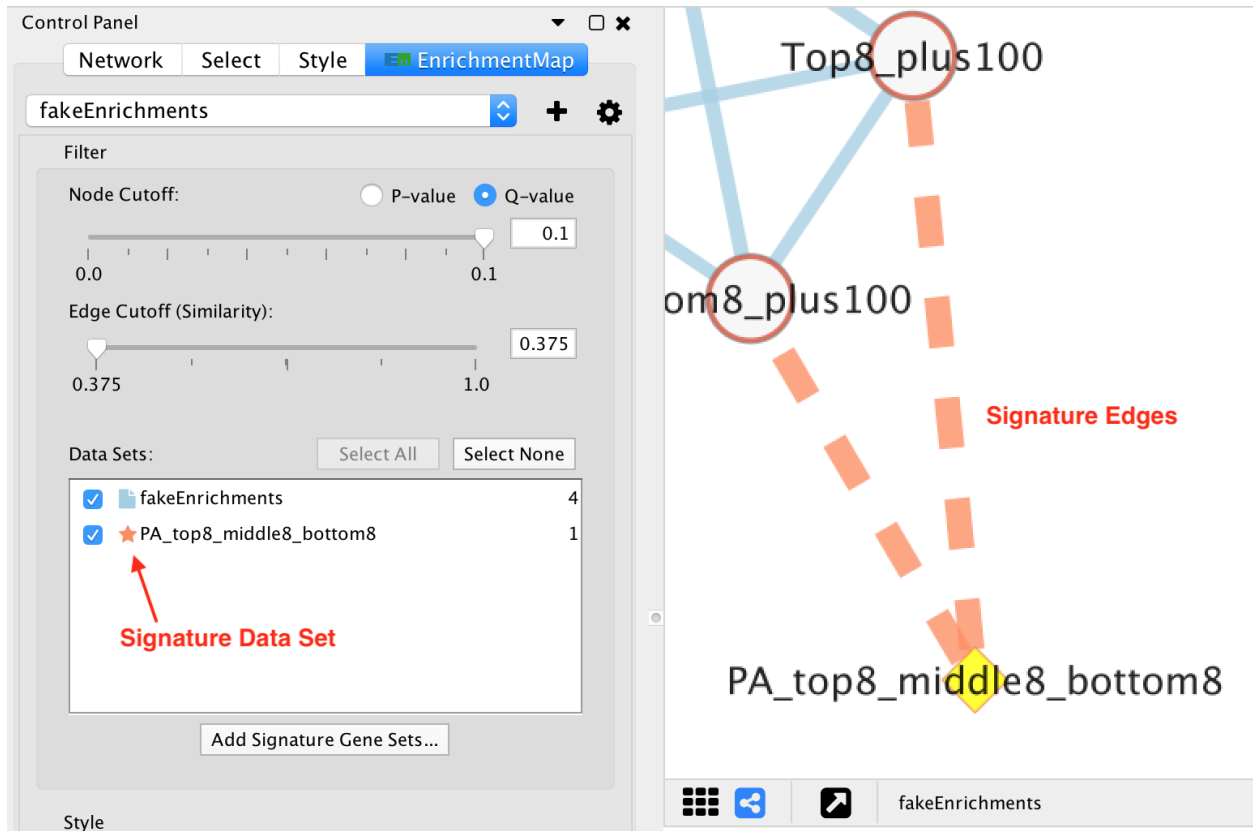 Control Panel
Network Select Style EM EnrichmentMap
fakeEnrichments
Filter
Node Cutoff: P-value Q-value
0.1
0.0 0.1
Edge Cutoff (Similarity):
0.375
0.375 1.0
Data Sets: Select All Select None
fakeEnrichments 4
PA_top8_middle8_bottom8 1
Signature Data Set
Add Signature Gene Sets...
Style
Top8_plus100
om8_plus100
Signature Edges
PA_top8_middle8_bottom8
fakeEnrichments